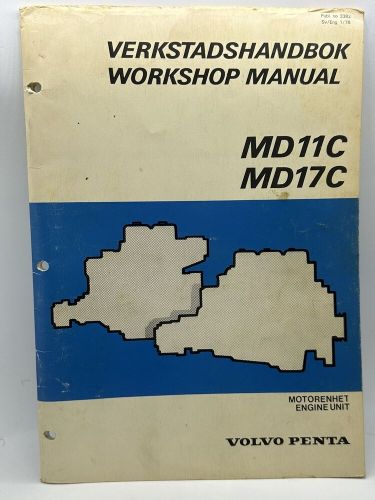 Publ no 3382
Sv/Eng 1.78
VERKSTADSHANDBOK
WORKSHOP MANUAL
MD11C
MD17C
MOTORENHET
ENGINE UNIT
VOLVO PENTA